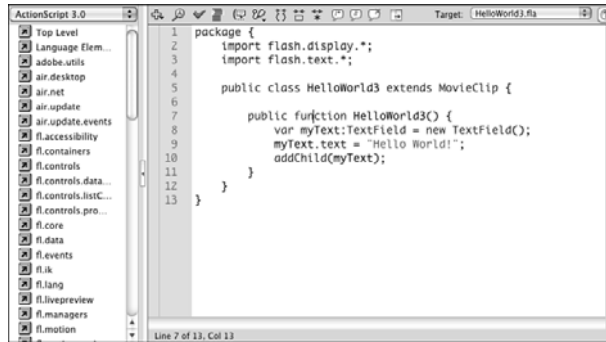 ActionScript 3.0
Target: HelloWorld3.fla
Top Level
Language Elem...
adobe.utils
air.desktop
air.net
air.update
air.update.events
fl.accessibility
fl.containers
fl.controls
fl.controls.data...
fl.controls.listC...
fl.controls.pro...
fl.core
fl.data
fl.events
fl.ik
fl.lang
fl.livepreview
fl.managers
fl.motion
1 package {
2 import flash.display.*;
3 import flash.text.*;
4
5 public class HelloWorld3 extends MovieClip {
6
7 public function HelloWorld3() {
8 var myText:TextField = new TextField();
9 myText.text = "Hello World!";
10 addChild(myText);
11 }
12 }
13 }
Line 7 of 13, Col 13